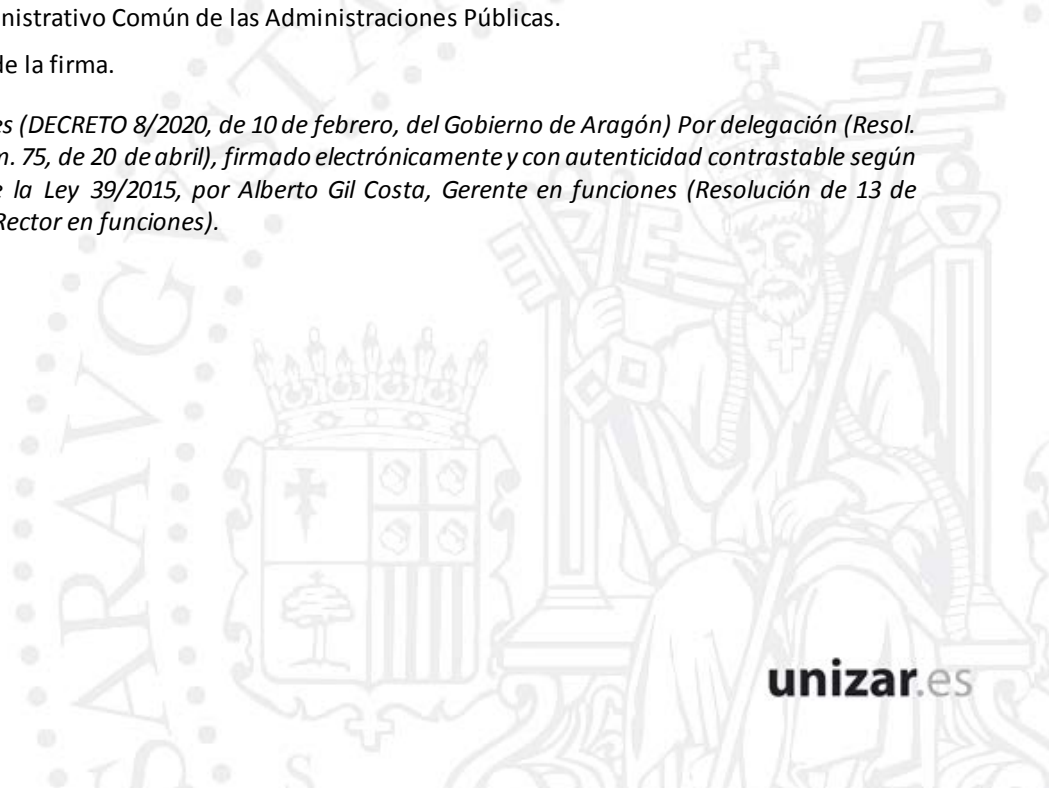 nistrativo Común de las Administraciones Públicas.
de la firma.
es (DECRETO 8/2020, de 10 de febrero, del Gobierno de Aragón) Por delegación (Resol.
n. 75, de 20 de abril), firmado electrónicamente y con autenticidad contrastable según
e la Ley 39/2015, por Alberto Gil Costa, Gerente en funciones (Resolución de 13 de
Rector en funciones).
SARAVGVSTA
unizar.es